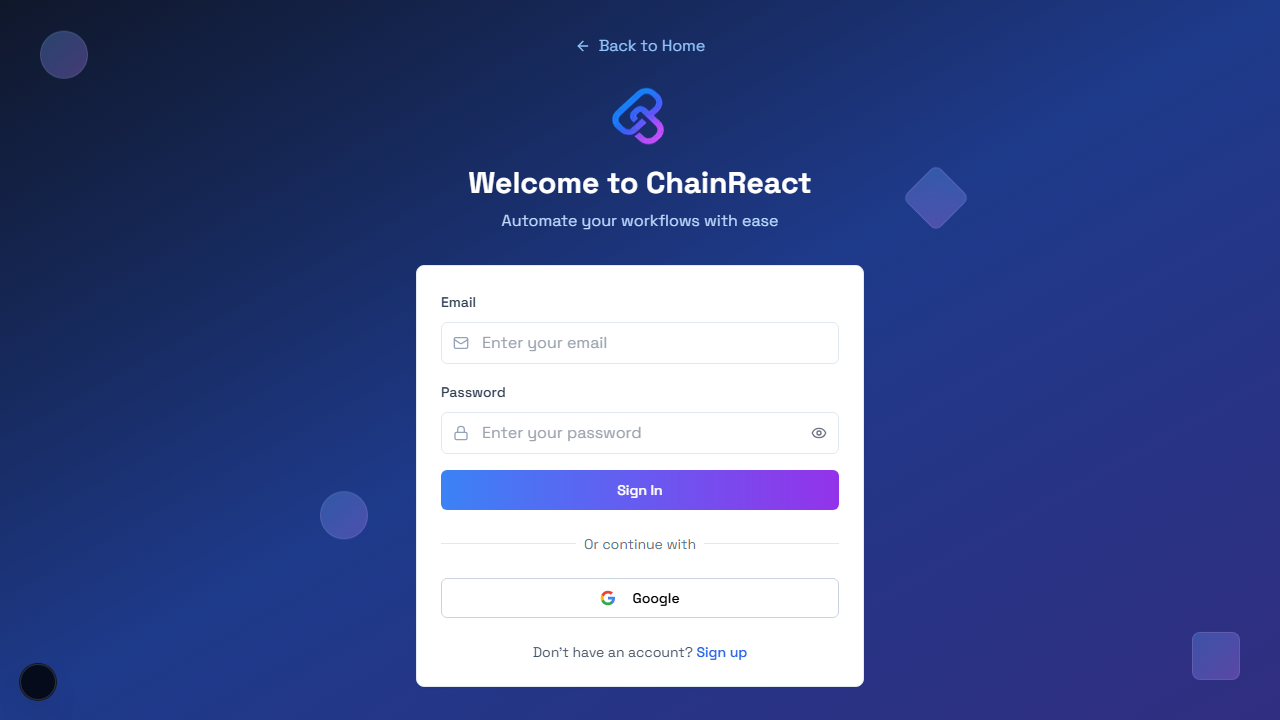 Back to Home
Welcome to ChainReact
Automate your workflows with ease
Email
Enter your email
Password
Enter your password
Sign In
Or continue with
Google
Don't have an account? Sign up